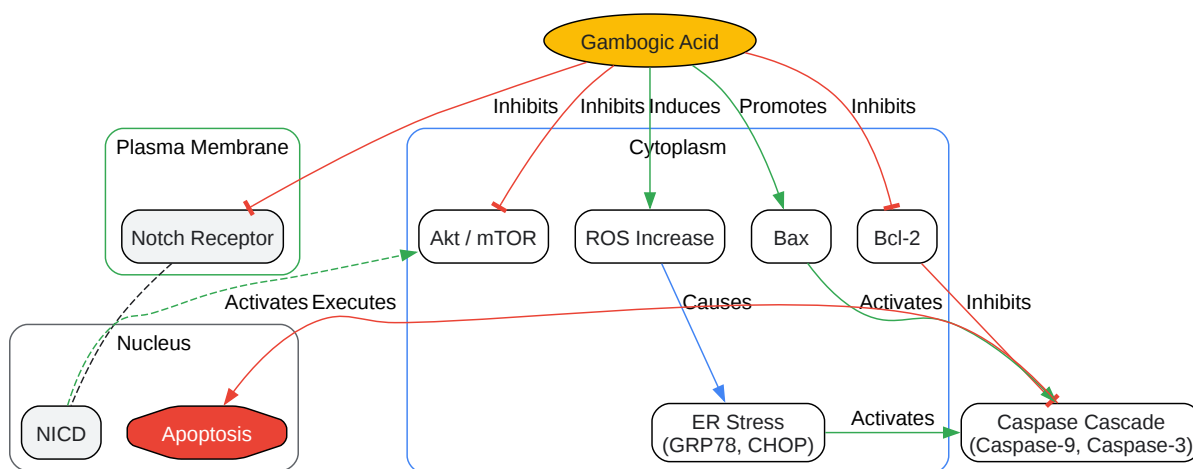 Gambogic Acid
Inhibits
Inhibits
Induces
Promotes
Inhibits
Plasma Membrane
Cytoplasm
Notch Receptor
Akt / mTOR
ROS Increase
Bax
Bcl-2
Activates
Executes
Causes
Activates
Inhibits
Nucleus
NICD
Apoptosis
ER Stress
(GRP78, CHOP)
Activates
Caspase Cascade
(Caspase-9, Caspase-3)